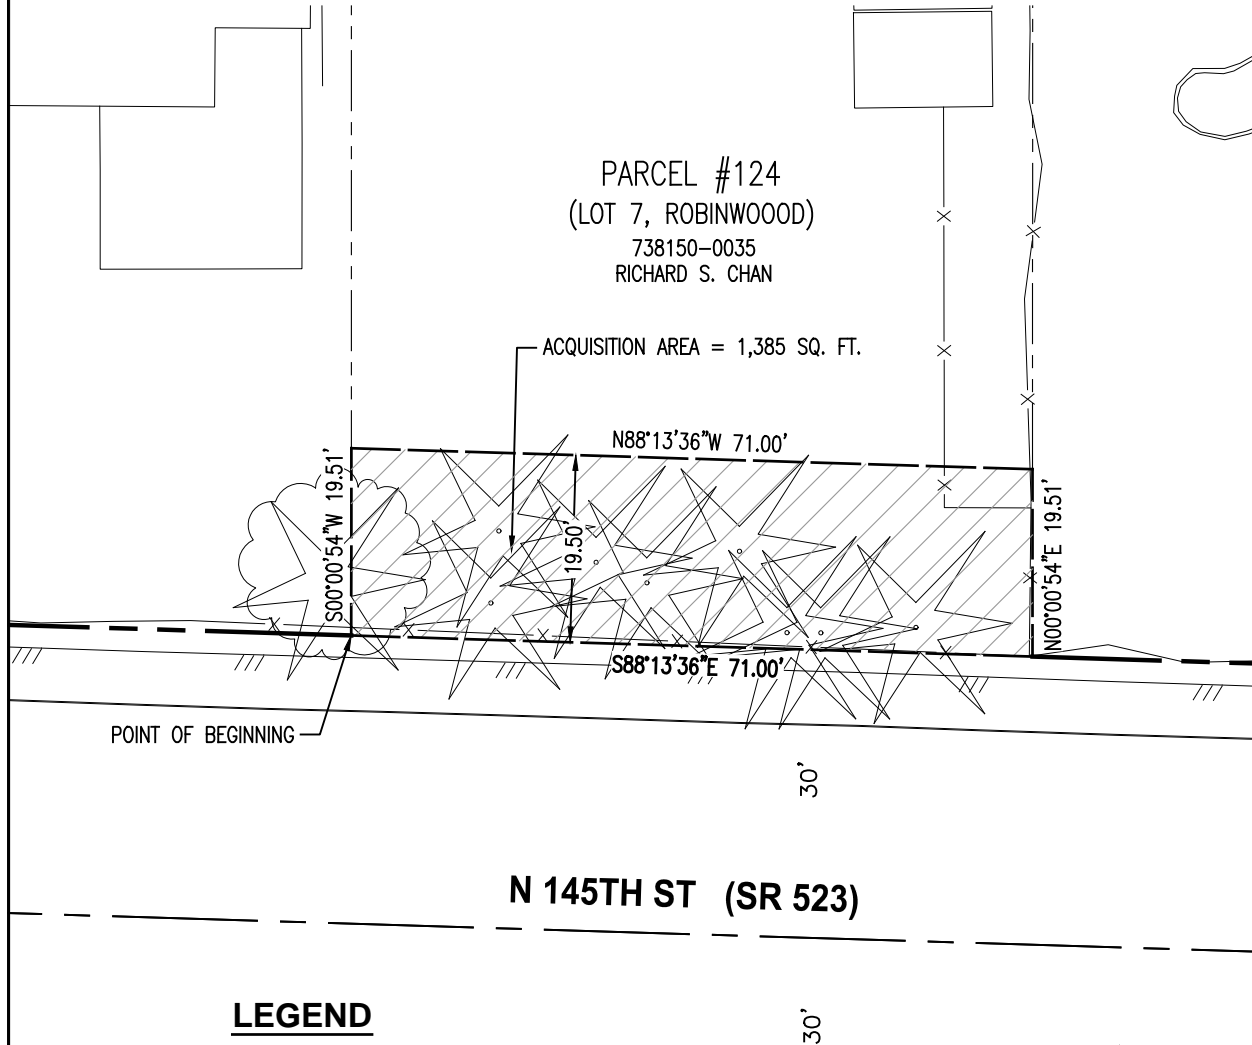 PARCEL #124
(LOT 7, ROBINWOOOD)
738150-0035
RICHARD S. CHAN
ACQUISITION AREA = 1,385 SQ. FT.
N88°13'36"W 71.00'
S00°00'54"W 19.51'
19.50'
N00°00'54"E 19.51'
S88°13'36"E 71.00'
POINT OF BEGINNING
30'
N 145TH ST (SR 523)
LEGEND
30'